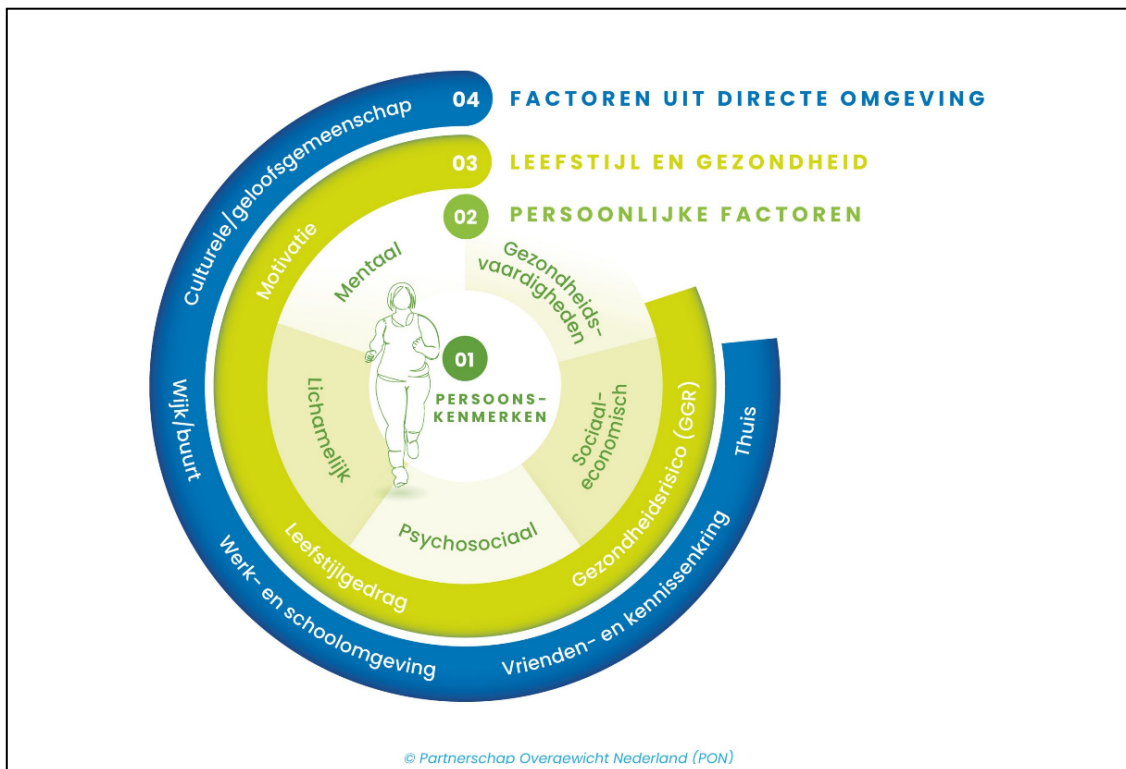 04 FACTOREN UIT DIRECTE OMGEVING
03 LEEFSTIJL EN GEZONDHEID
02 PERSOONLIJKE FACTOREN
01
PERSOONS-
KENMERKEN
Mentaal
Gezondheids-
vaardigheden
Sociaal-
economisch
Psychosociaal
Lichamelijk
Motivatie
Leefstijlgedrag
Gezondheidsrisico (GGR)
Culturele/geloofsgemeenschap
Wijk/buurt
Werk- en schoolomgeving
Vrienden- en kennissenkring
Thuis
© Partnerschap Overgewicht Nederland (PON)